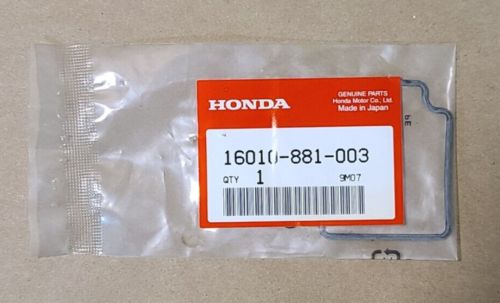 HONDA
GENUINE PARTS
Honda Motor Co., Ltd.
Made in Japan
16010-881-003
QTY 1 9M07